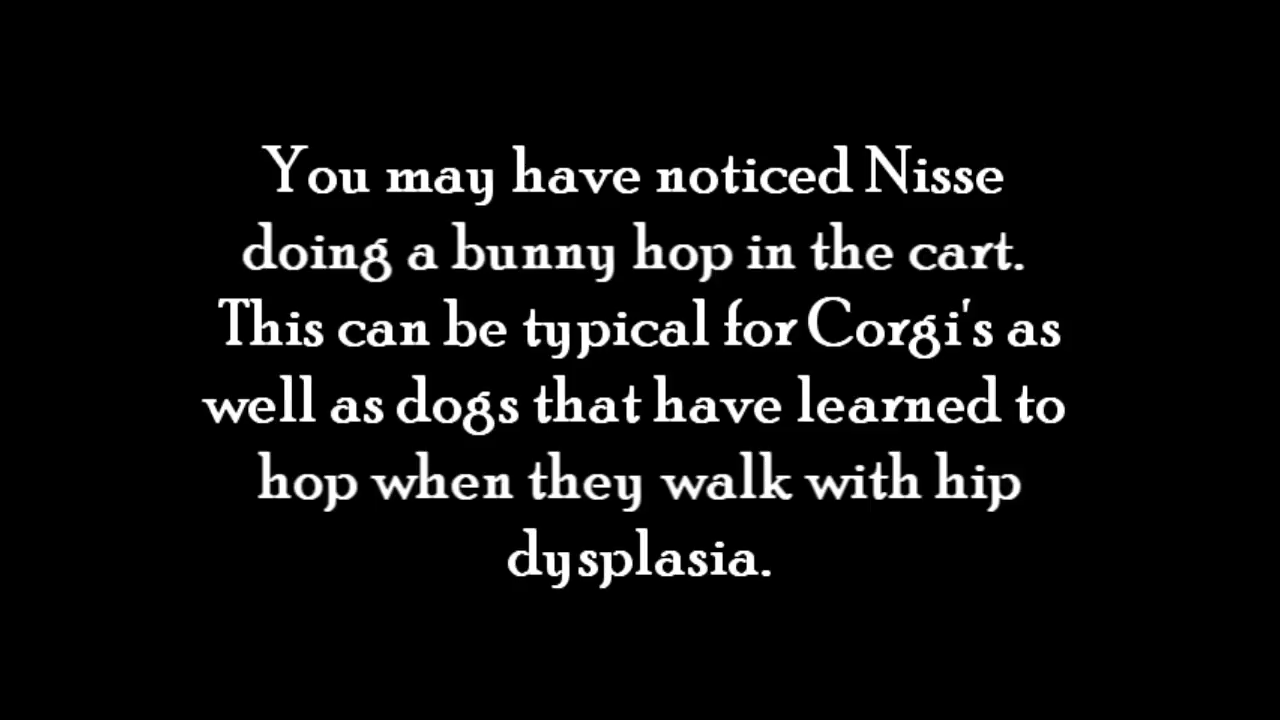 You may have noticed Nisse
doing a bunny hop in the cart.
This can be typical for Corgi's as
well as dogs that have learned to
hop when they walk with hip
dysplasia.